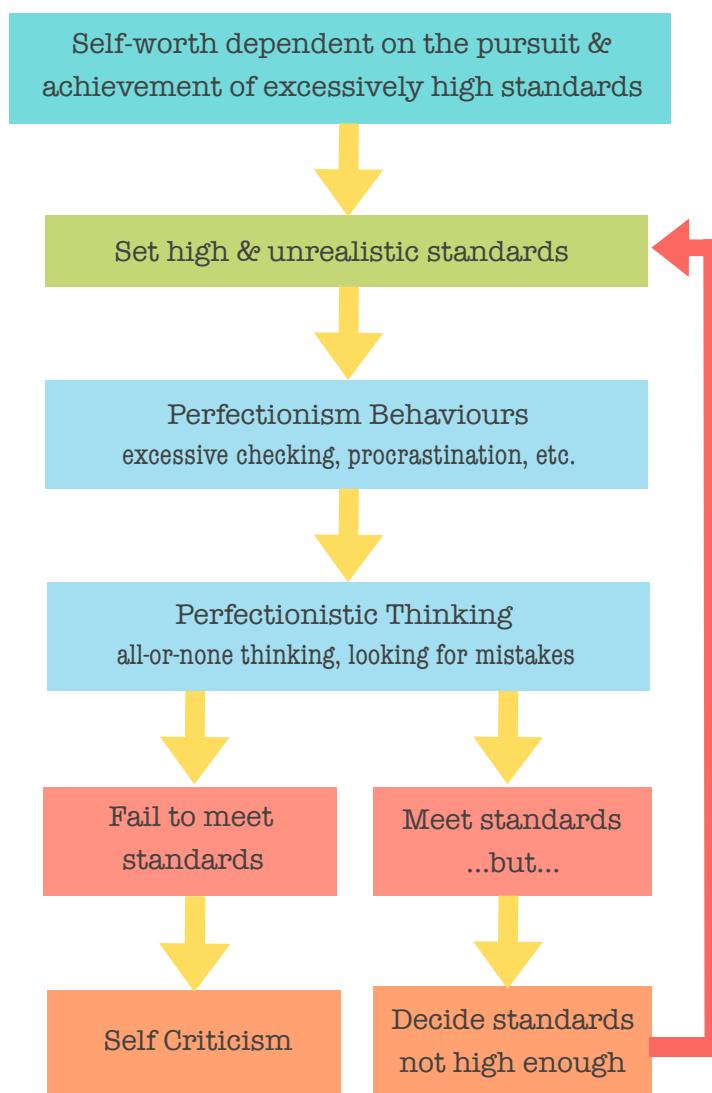 Self-worth dependent on the pursuit &
achievement of excessively high standards
Set high & unrealistic standards
Perfectionism Behaviours
excessive checking, procrastination, etc.
Perfectionistic Thinking
all-or-none thinking, looking for mistakes
Fail to meet
standards
Meet standards
...but...
Self Criticism
Decide standards
not high enough